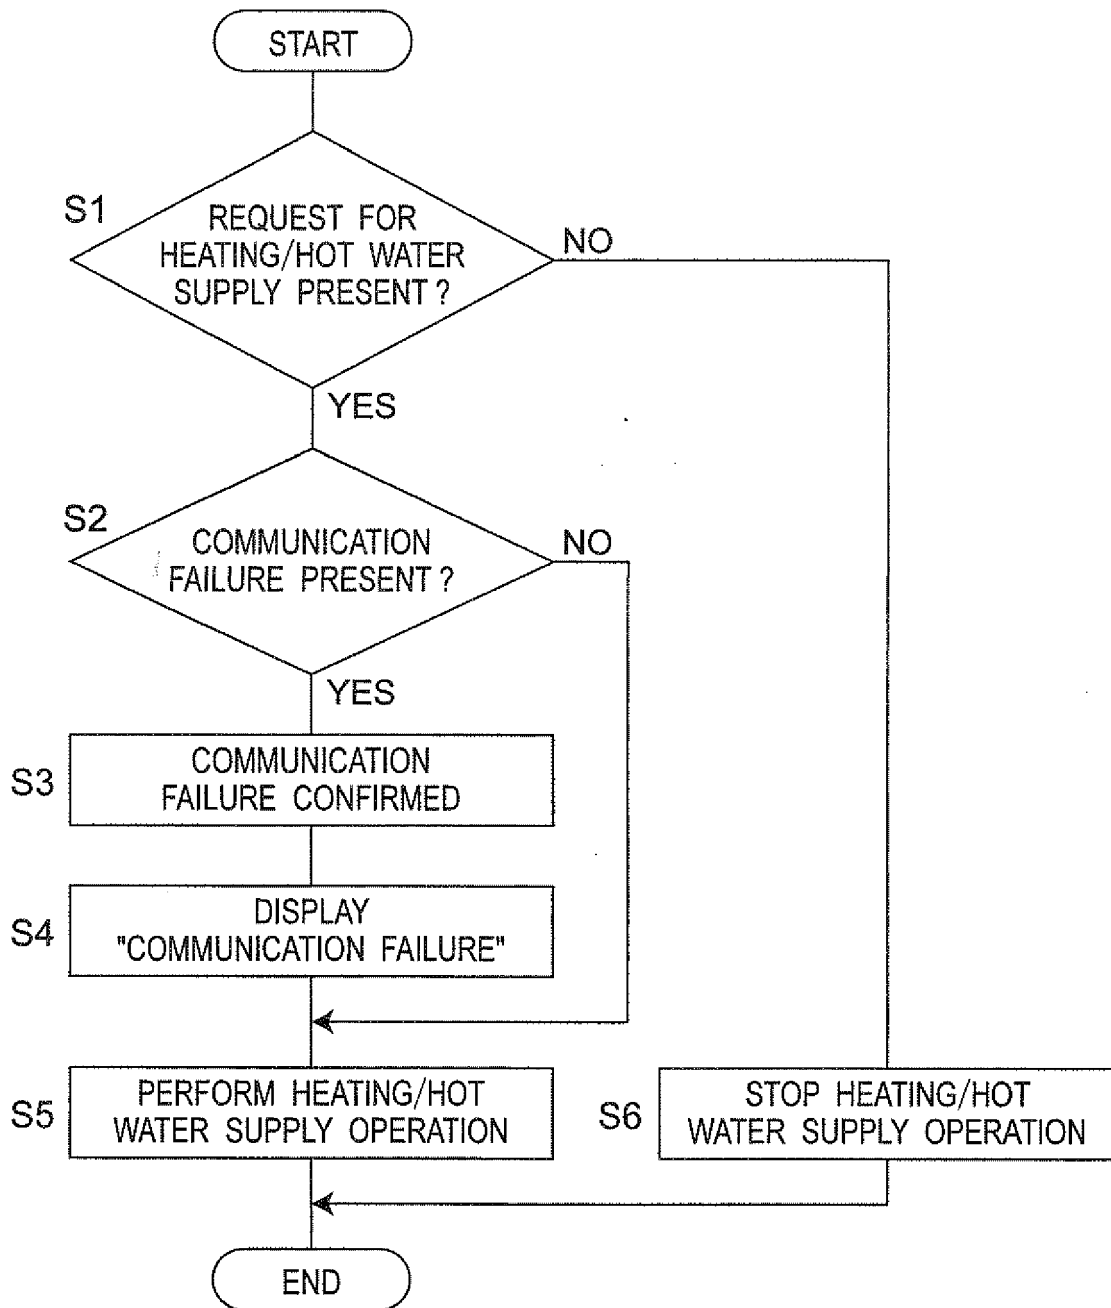 START
S1
REQUEST FOR
HEATING/HOT WATER
SUPPLY PRESENT?
NO
YES
S2
COMMUNICATION
FAILURE PRESENT?
NO
YES
S3
COMMUNICATION
FAILURE CONFIRMED
S4
DISPLAY
"COMMUNICATION FAILURE"
S5
PERFORM HEATING/HOT
WATER SUPPLY OPERATION
S6
STOP HEATING/HOT
WATER SUPPLY OPERATION
END